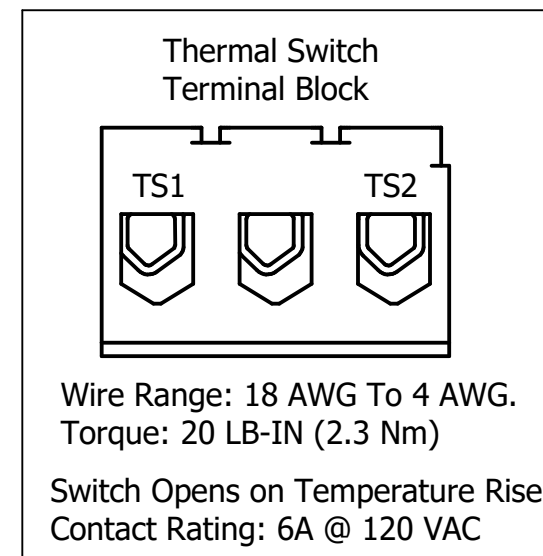 Thermal Switch
Terminal Block
TS1 TS2
Wire Range: 18 AWG To 4 AWG.
Torque: 20 LB-IN (2.3 Nm)
Switch Opens on Temperature Rise
Contact Rating: 6A @ 120 VAC